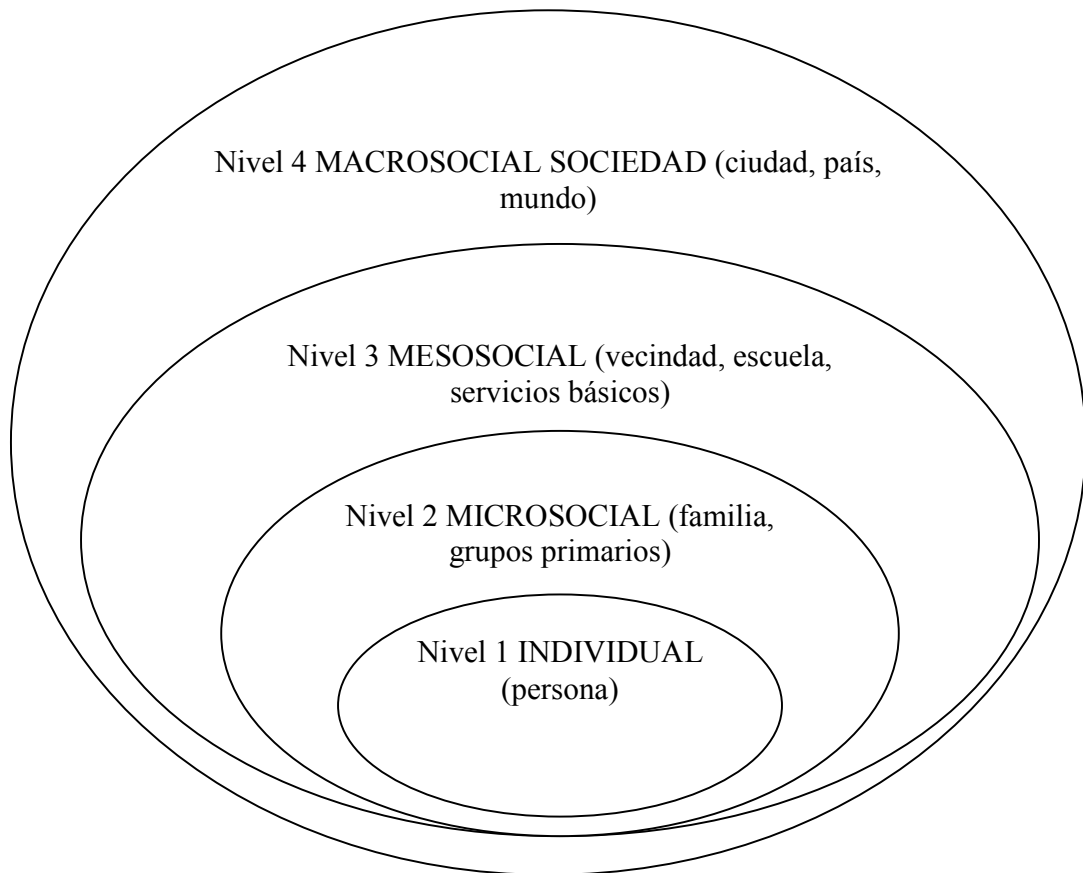 Nivel 4 MACROSOCIAL SOCIEDAD (ciudad, país,
mundo)
Nivel 3 MESOSOCIAL (vecindad, escuela,
servicios básicos)
Nivel 2 MICROSOCIAL (familia,
grupos primarios)
Nivel 1 INDIVIDUAL
(persona)